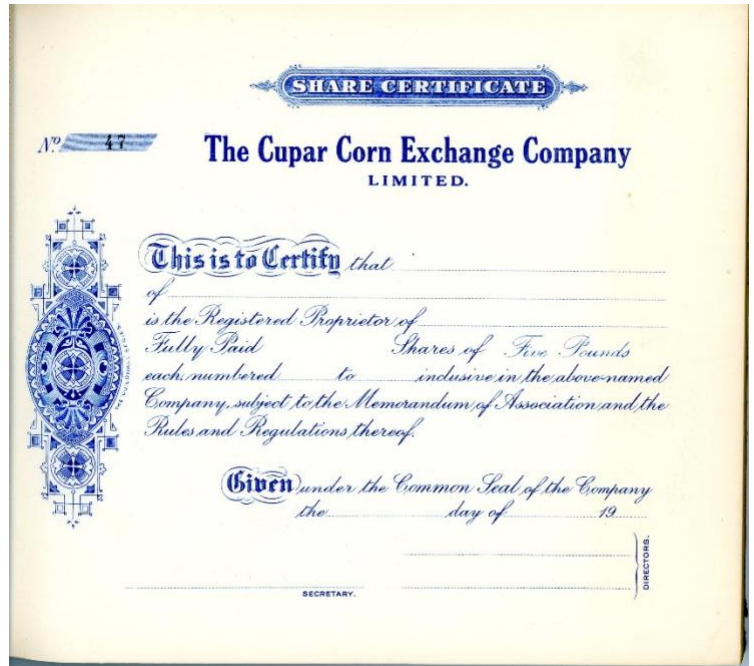 SHARE CERTIFICATE
Nº 47
The Cupar Corn Exchange Company
LIMITED.
This is to Certify that
of
is the Registered Proprietor of
Fully Paid Shares of Five Pounds
each, numbered to inclusive in the above-named
Company, subject to the Memorandum of Association and the
Rules and Regulations thereof.
Given under the Common Seal of the Company
the day of 19
DIRECTORS.
SECRETARY.